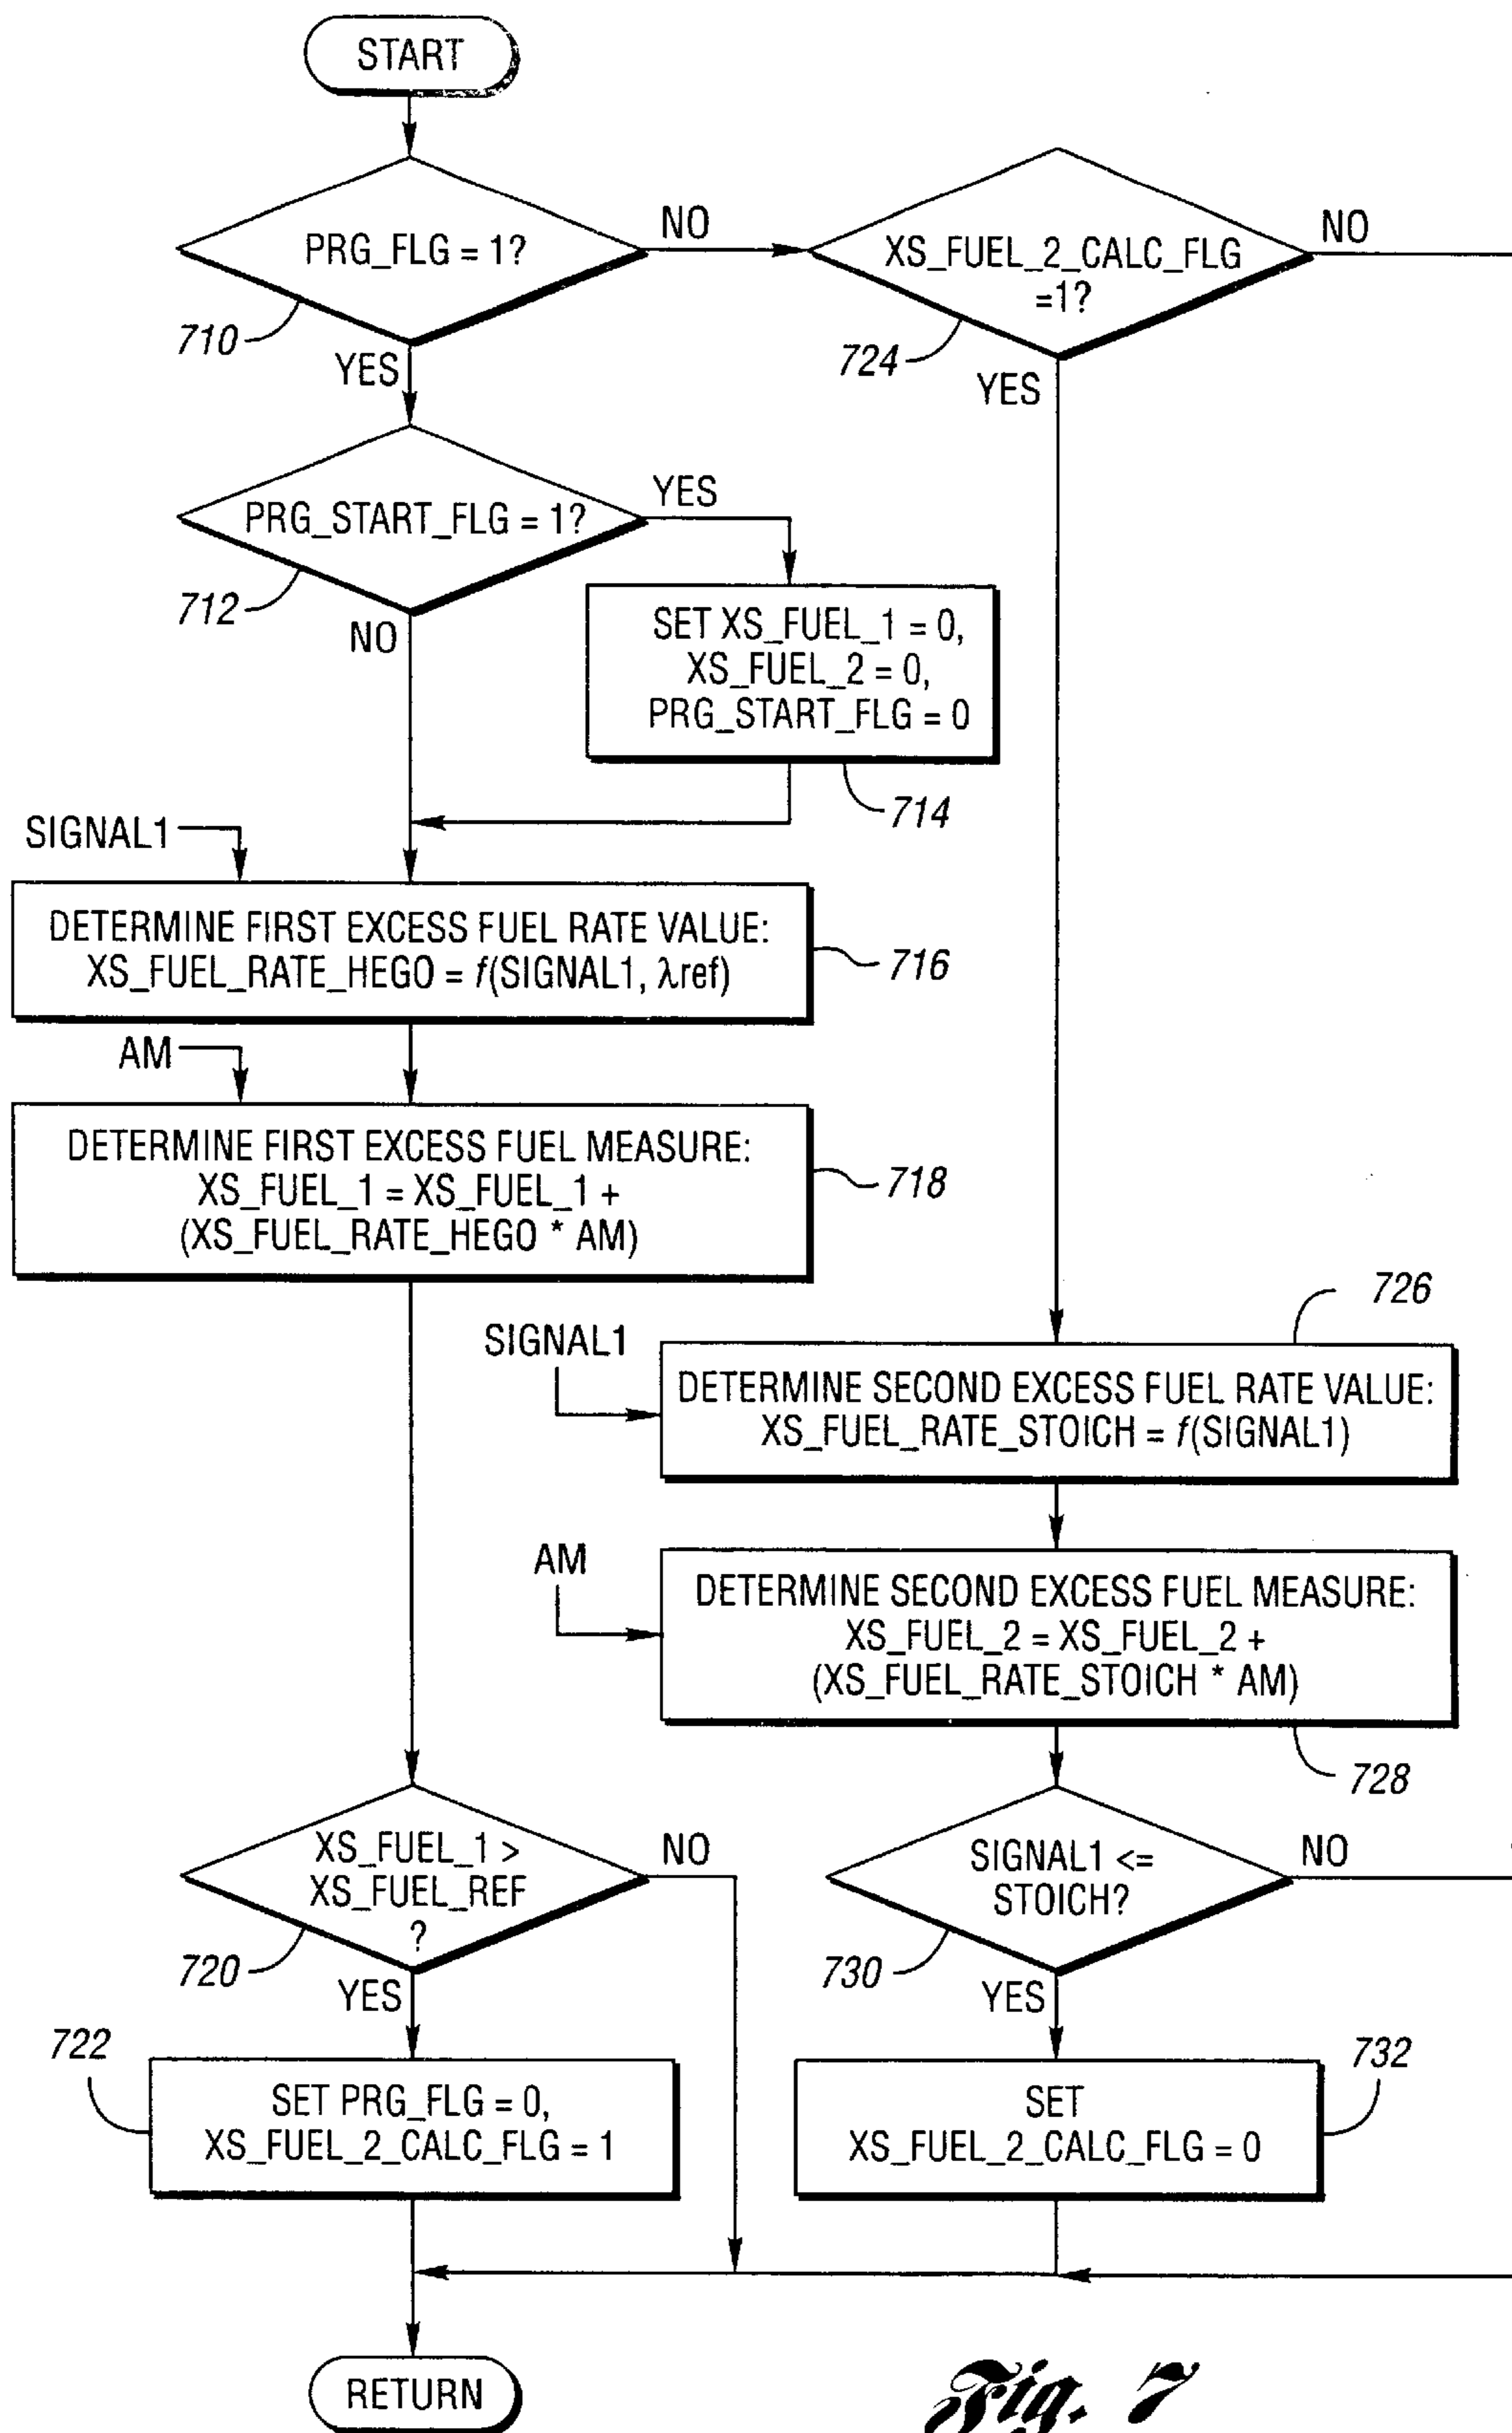 START
PRG_FLG = 1?
NO
710
YES
XS_FUEL_2_CALC_FLG
=1?
NO
724
YES
PRG_START_FLG = 1?
YES
712
NO
SET XS_FUEL_1 = 0,
XS_FUEL_2 = 0,
PRG_START_FLG = 0
714
SIGNAL1
DETERMINE FIRST EXCESS FUEL RATE VALUE:
XS_FUEL_RATE_HEGO = f(SIGNAL1, λref)
716
AM
DETERMINE FIRST EXCESS FUEL MEASURE:
XS_FUEL_1 = XS_FUEL_1 +
(XS_FUEL_RATE_HEGO * AM)
718
726
SIGNAL1
DETERMINE SECOND EXCESS FUEL RATE VALUE:
XS_FUEL_RATE_STOICH = f(SIGNAL1)
AM
DETERMINE SECOND EXCESS FUEL MEASURE:
XS_FUEL_2 = XS_FUEL_2 +
(XS_FUEL_RATE_STOICH * AM)
728
XS_FUEL_1 >
XS_FUEL_REF
?
NO
720
YES
SIGNAL1 <=
STOICH?
NO
730
YES
722
SET PRG_FLG = 0,
XS_FUEL_2_CALC_FLG = 1
SET
XS_FUEL_2_CALC_FLG = 0
732
RETURN
Fig. 7